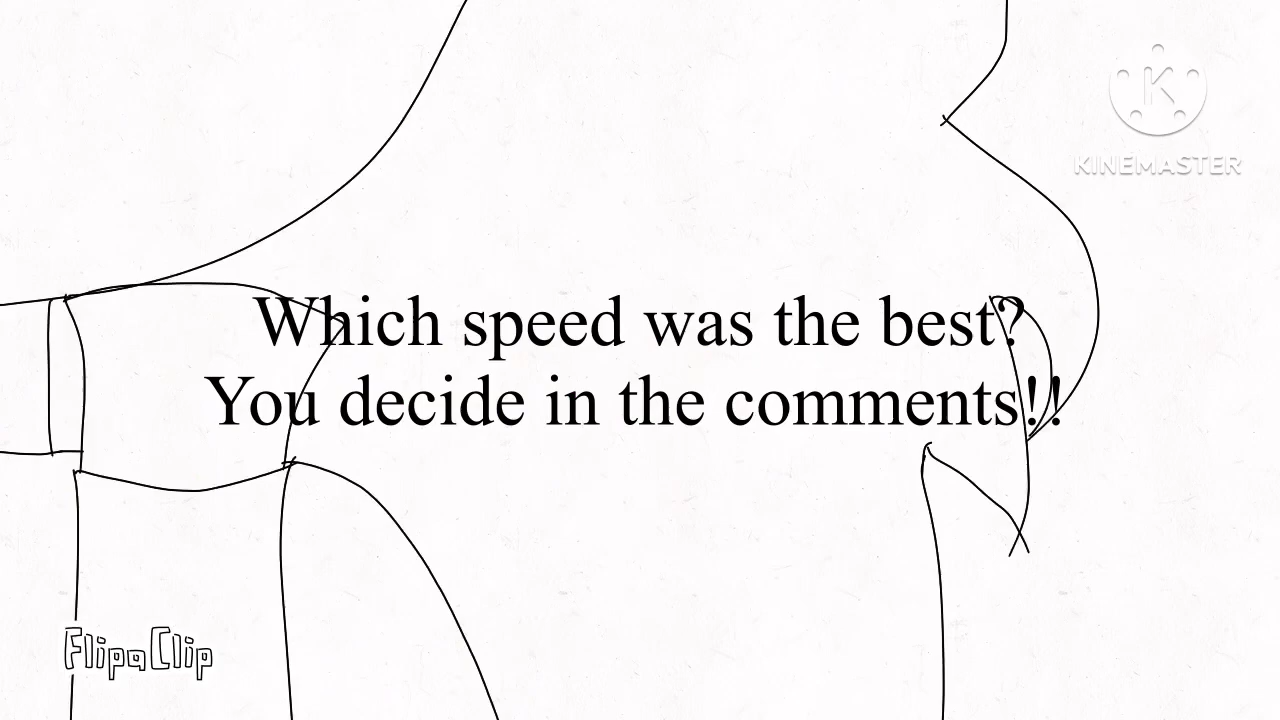 K
KINEMASTER
Which speed was the best?
You decide in the comments!!
FlipaClip